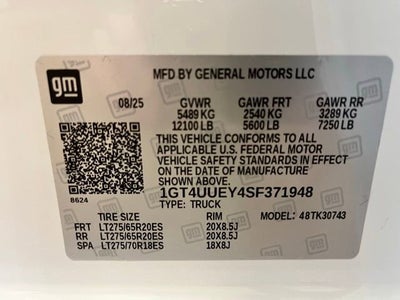 gm
MFD BY GENERAL MOTORS LLC
08/25 GVWR GAWR FRT GAWR RR
5489 KG 2540 KG 3289 KG
12100 LB 5600 LB 7250 LB
THIS VEHICLE CONFORMS TO ALL
APPLICABLE U.S. FEDERAL MOTOR
VEHICLE SAFETY STANDARDS IN EFFECT
ON THE DATE OF MANUFACTURE SHOWN ABOVE.
1GT4UUEY4SF371948
8624 TYPE: TRUCK
TIRE SIZE RIM MODEL: 48TK30743
FRT LT275/65R20ES 20X8.5J
RR LT275/65R20ES 20X8.5J
SPA LT275/70R18ES 18X8J